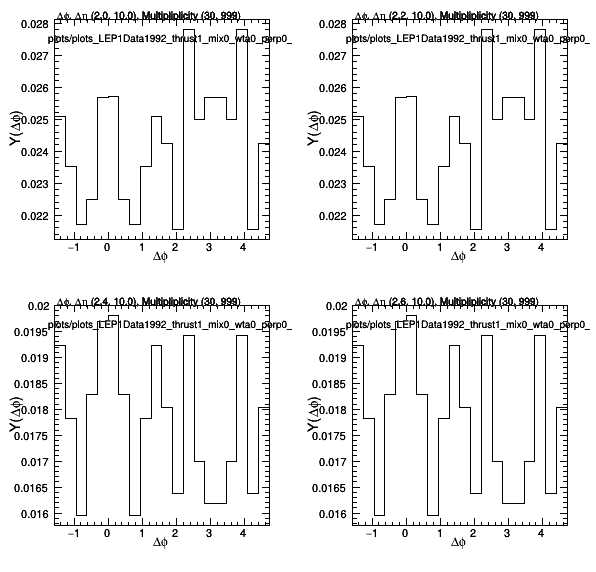 Δφ, Δη (2.0, 10.0), Multipliplicity (30, 999)
plots/plots_LEP1Data1992_thrust1_mix0_wta0_perp0_
Y(Δφ)
0.028
0.027
0.026
0.025
0.024
0.023
0.022
−1 0 1 2 3 4
Δφ
Δφ, Δη (2.2, 10.0), Multipliplicity (30, 999)
plots/plots_LEP1Data1992_thrust1_mix0_wta0_perp0_
Y(Δφ)
0.028
0.027
0.026
0.025
0.024
0.023
0.022
−1 0 1 2 3 4
Δφ
Δφ, Δη (2.4, 10.0), Multipliplicity (30, 999)
plots/plots_LEP1Data1992_thrust1_mix0_wta0_perp0_
Y(Δφ)
0.02
0.0195
0.019
0.0185
0.018
0.0175
0.017
0.0165
0.016
−1 0 1 2 3 4
Δφ
Δφ, Δη (2.6, 10.0), Multipliplicity (30, 999)
plots/plots_LEP1Data1992_thrust1_mix0_wta0_perp0_
Y(Δφ)
0.02
0.0195
0.019
0.0185
0.018
0.0175
0.017
0.0165
0.016
−1 0 1 2 3 4
Δφ